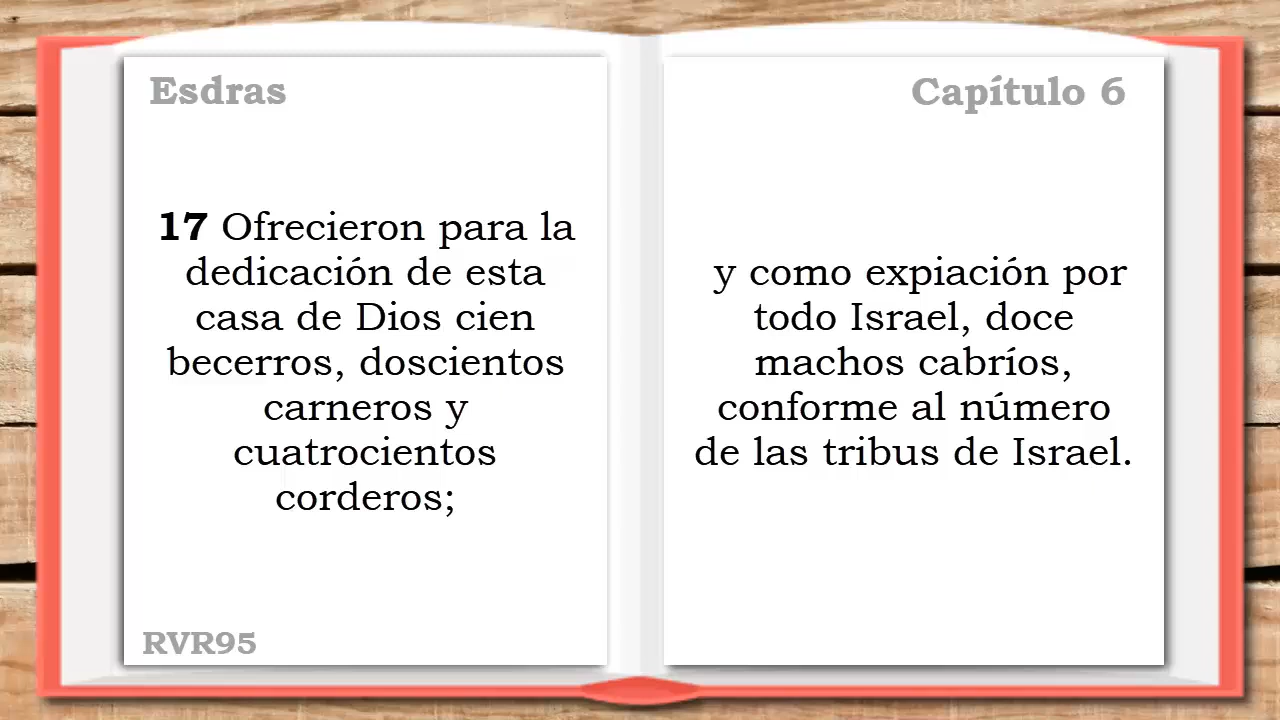 Esdras
17 Ofrecieron para la
dedicación de esta
casa de Dios cien
becerros, doscientos
carneros y
cuatrocientos
corderos;
RVR95
Capítulo 6
y como expiación por
todo Israel, doce
machos cabríos,
conforme al número
de las tribus de Israel.